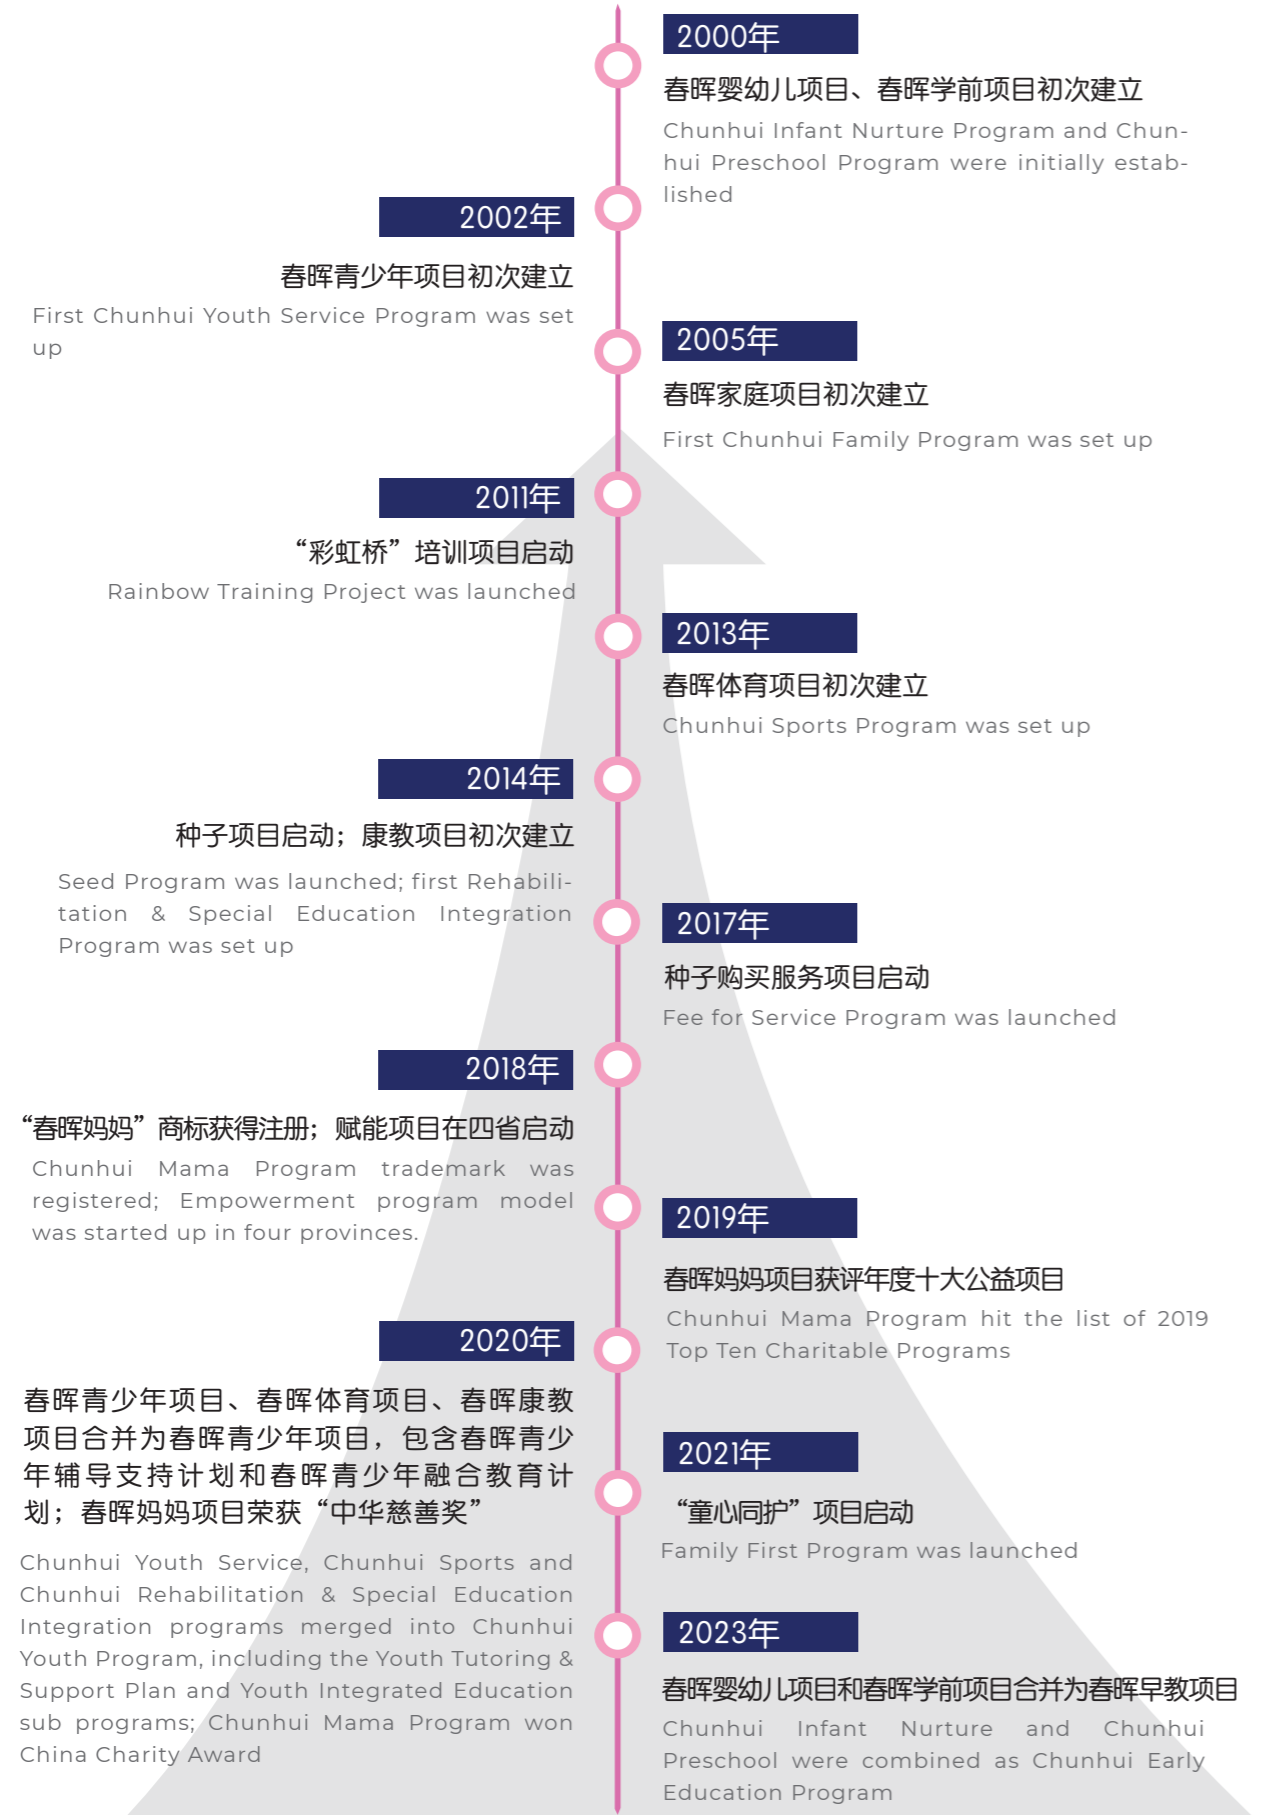 2000年
春晖婴幼儿项目、春晖学前项目初次建立
Chunhui Infant Nurture Program and Chun-
hui Preschool Program were initially estab-
lished
2002年
春晖青少年项目初次建立
First Chunhui Youth Service Program was set
up
2005年
春晖家庭项目初次建立
First Chunhui Family Program was set up
2011年
“彩虹桥”培训项目启动
Rainbow Training Project was launched
2013年
春晖体育项目初次建立
Chunhui Sports Program was set up
2014年
种子项目启动；康教项目初次建立
Seed Program was launched; first Rehabili-
tation & Special Education Integration
Program was set up
2017年
种子购买服务项目启动
Fee for Service Program was launched
2018年
“春晖妈妈”商标获得注册；赋能项目在四省启动
Chunhui Mama Program trademark was
registered; Empowerment program model
was started up in four provinces.
2019年
春晖妈妈项目获评年度十大公益项目
Chunhui Mama Program hit the list of 2019
Top Ten Charitable Programs
2020年
春晖青少年项目、春晖体育项目、春晖康教
项目合并为春晖青少年项目，包含春晖青少
年辅导支持计划和春晖青少年融合教育计
划；春晖妈妈项目荣获“中华慈善奖”
Chunhui Youth Service, Chunhui Sports and
Chunhui Rehabilitation & Special Education
Integration programs merged into Chunhui
Youth Program, including the Youth Tutoring &
Support Plan and Youth Integrated Education
sub programs; Chunhui Mama Program won
China Charity Award
2021年
“童心同护”项目启动
Family First Program was launched
2023年
春晖婴幼儿项目和春晖学前项目合并为春晖早教项目
Chunhui Infant Nurture and Chunhui
Preschool were combined as Chunhui Early
Education Program